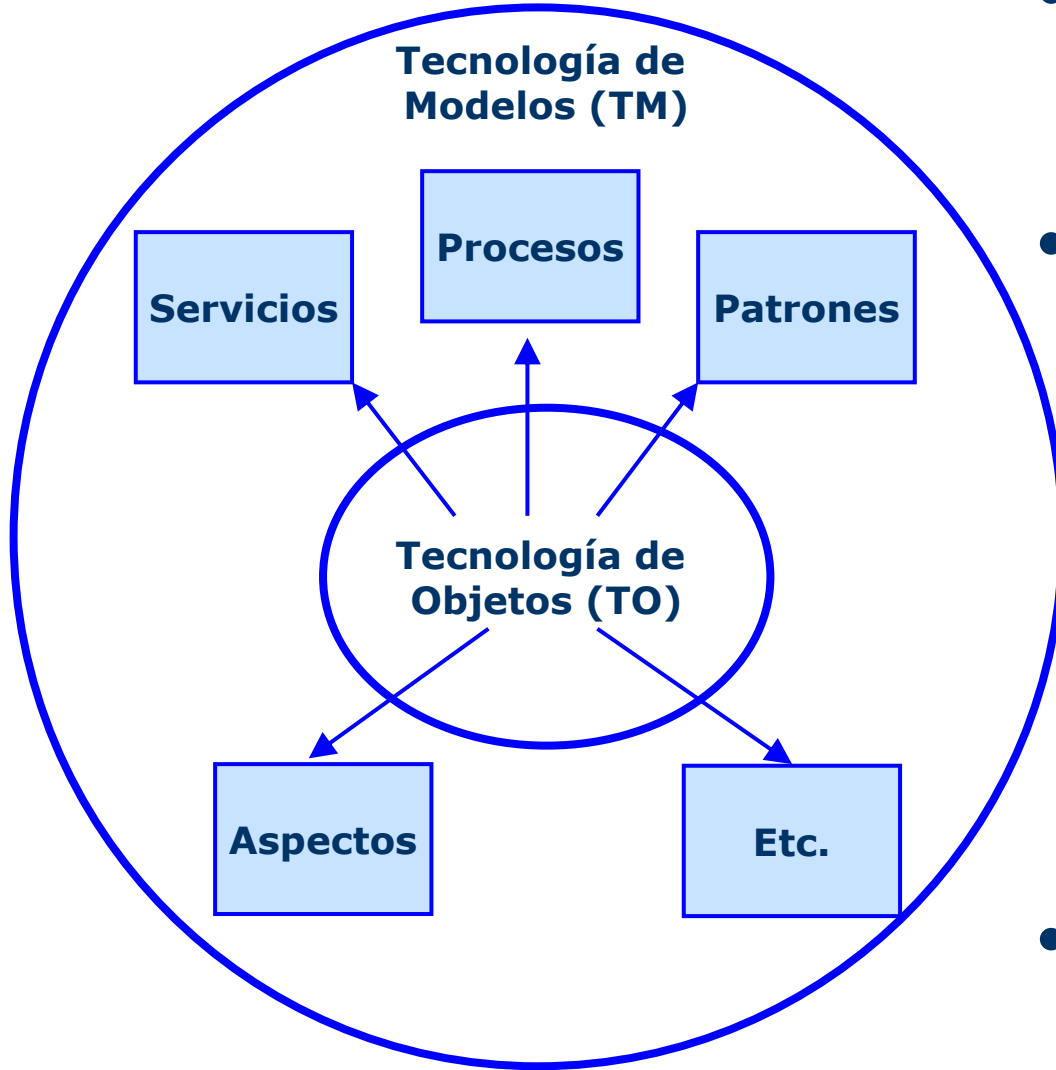 Tecnología de
Modelos (TM)
Procesos
Servicios
Patrones
Tecnología de
Objetos (TO)
Aspectos
Etc.